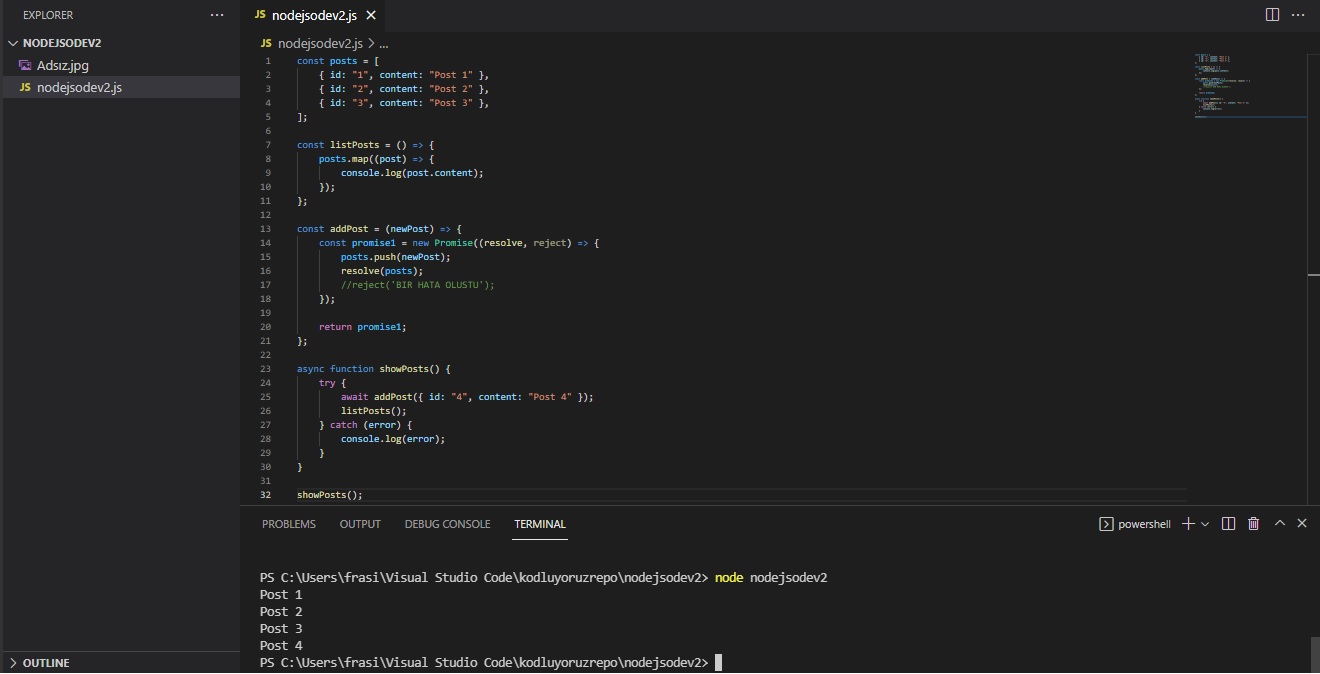 EXPLORER
NODEJSODEV2
Adsız.jpg
JS nodejsodev2.js
OUTLINE
JS nodejsodev2.js
JS nodejsodev2.js > ...
1 const posts = [
2 { id: "1", content: "Post 1" },
3 { id: "2", content: "Post 2" },
4 { id: "3", content: "Post 3" },
5 ];
6
7 const listPosts = () => {
8 posts.map((post) => {
9 console.log(post.content);
10 });
11 };
12
13 const addPost = (newPost) => {
14 const promise1 = new Promise((resolve, reject) => {
15 posts.push(newPost);
16 resolve(posts);
17 //reject('BIR HATA OLUSTU');
18 });
19
20 return promise1;
21 };
22
23 async function showPosts() {
24 try {
25 await addPost({ id: "4", content: "Post 4" });
26 listPosts();
27 } catch (error) {
28 console.log(error);
29 }
30 }
31
32 showPosts();
PROBLEMS OUTPUT DEBUG CONSOLE TERMINAL powershell
PS C:\Users\frasi\Visual Studio Code\kodluyoruzrepo\nodejsodev2> node nodejsodev2
Post 1
Post 2
Post 3
Post 4
PS C:\Users\frasi\Visual Studio Code\kodluyoruzrepo\nodejsodev2>